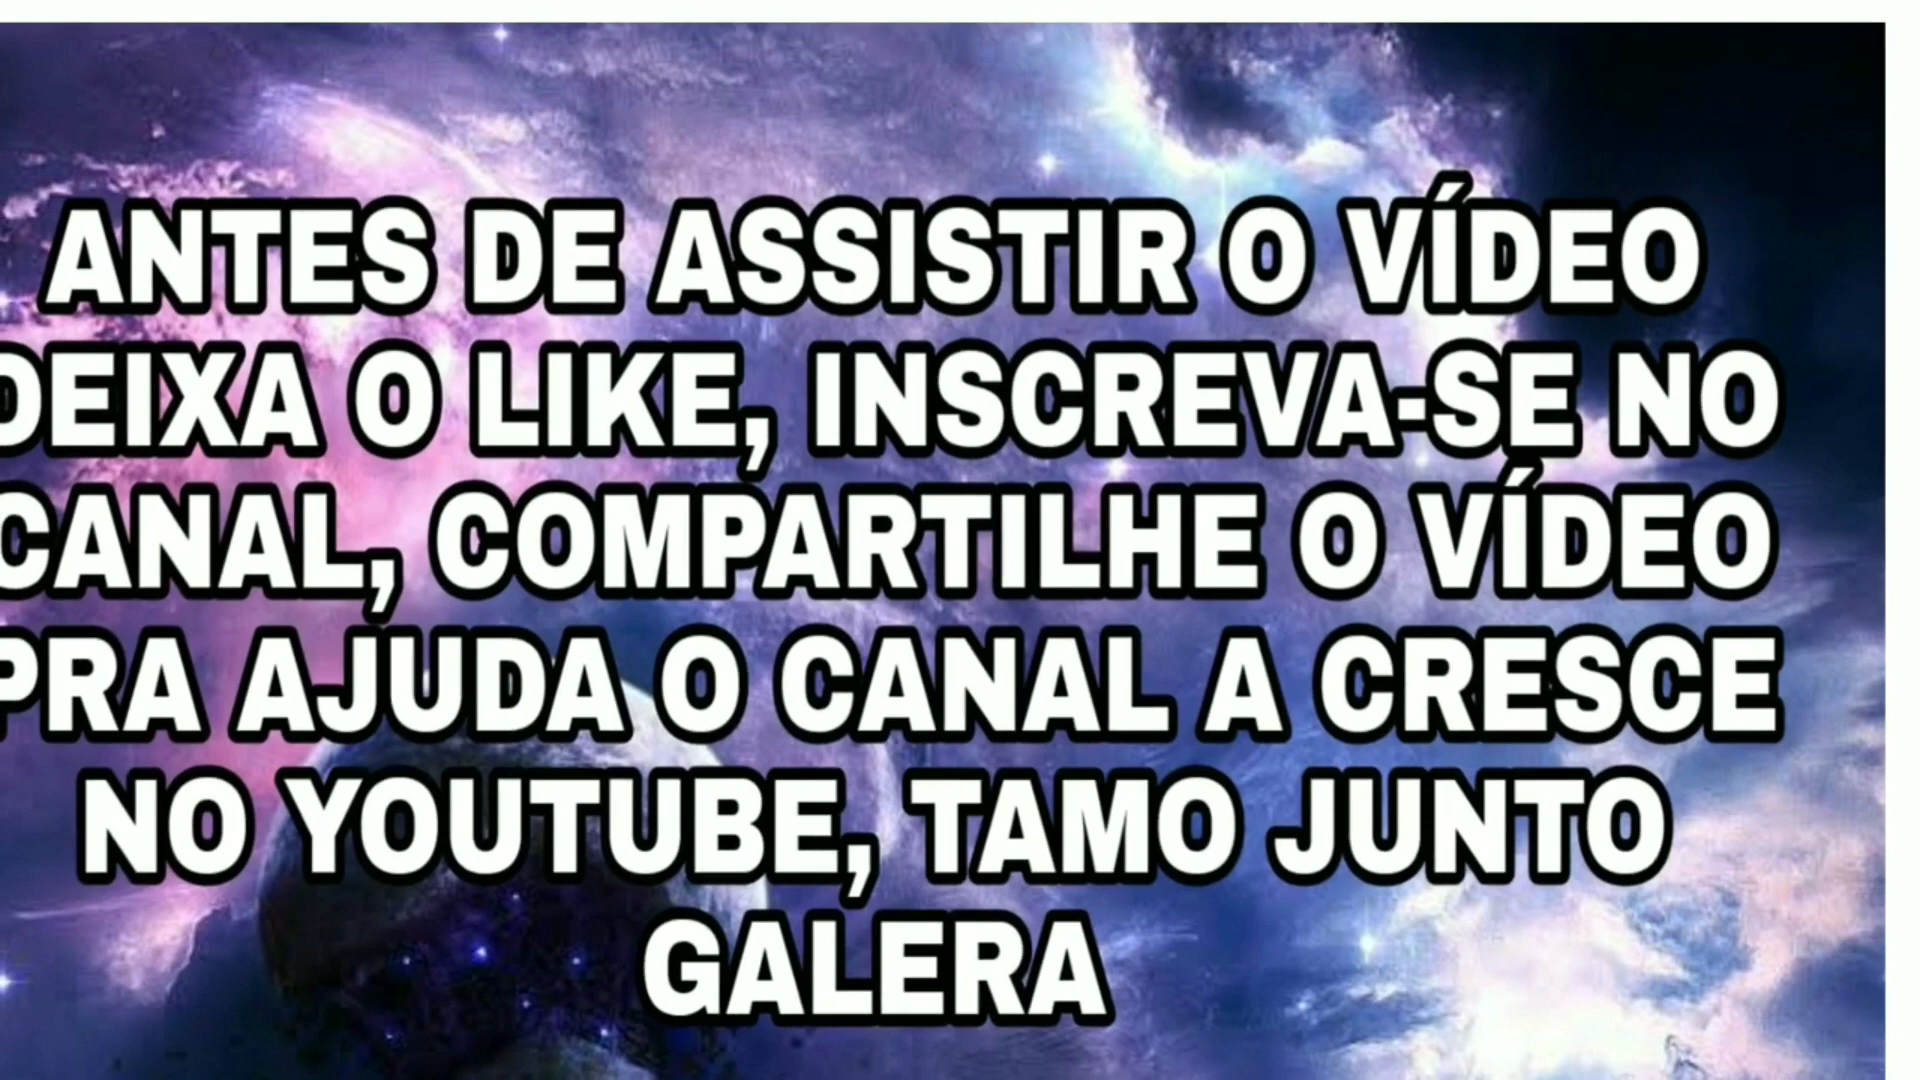 ANTES DE ASSISTIR O VÍDEO
DEIXA O LIKE, INSCREVA-SE NO
CANAL, COMPARTILHE O VÍDEO
PRA AJUDA O CANAL A CRESCE
NO YOUTUBE, TAMO JUNTO
GALERA